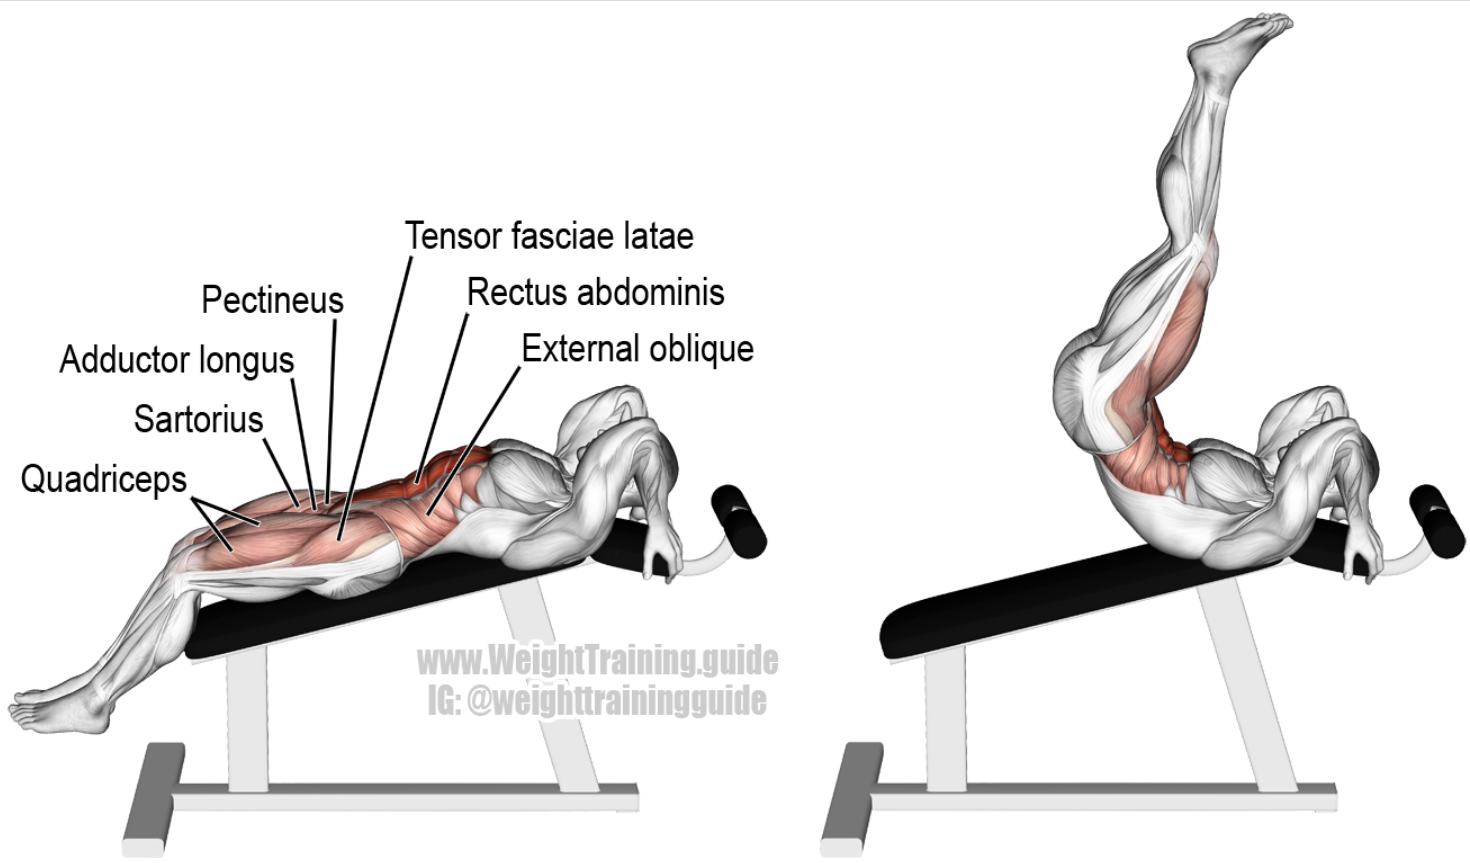 Tensor fasciae latae
Rectus abdominis
Pectineus
External oblique
Adductor longus
Sartorius
Quadriceps
www.WeightTraining.guide
IG: @weighttrainingguide